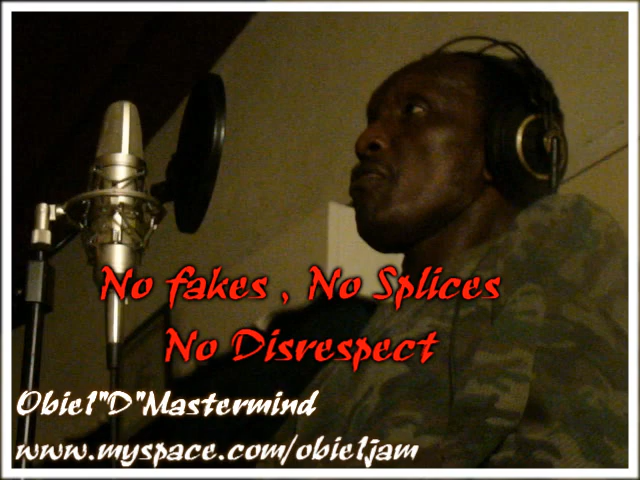 No fakes , No Splices
No Disrespect
Obie1"D"Mastermind
www.myspace.com/obie1jam